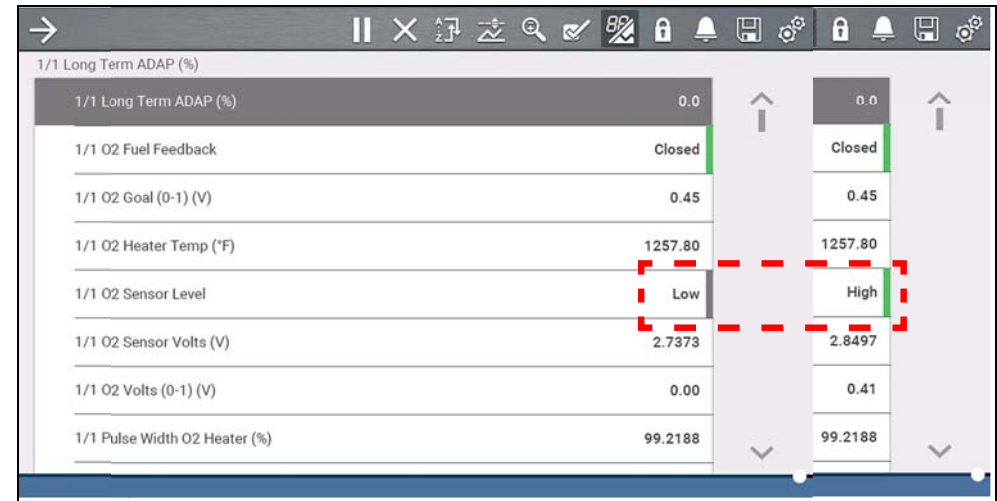 1/1 Long Term ADAP (%)
1/1 Long Term ADAP (%) 0.0 0.0
1/1 O2 Fuel Feedback Closed Closed
1/1 O2 Goal (0-1) (V) 0.45 0.45
1/1 O2 Heater Temp (°F) 1257.80 1257.80
1/1 O2 Sensor Level Low High
1/1 O2 Sensor Volts (V) 2.7373 2.8497
1/1 O2 Volts (0-1) (V) 0.00 0.41
1/1 Pulse Width O2 Heater (%) 99.2188 99.2188